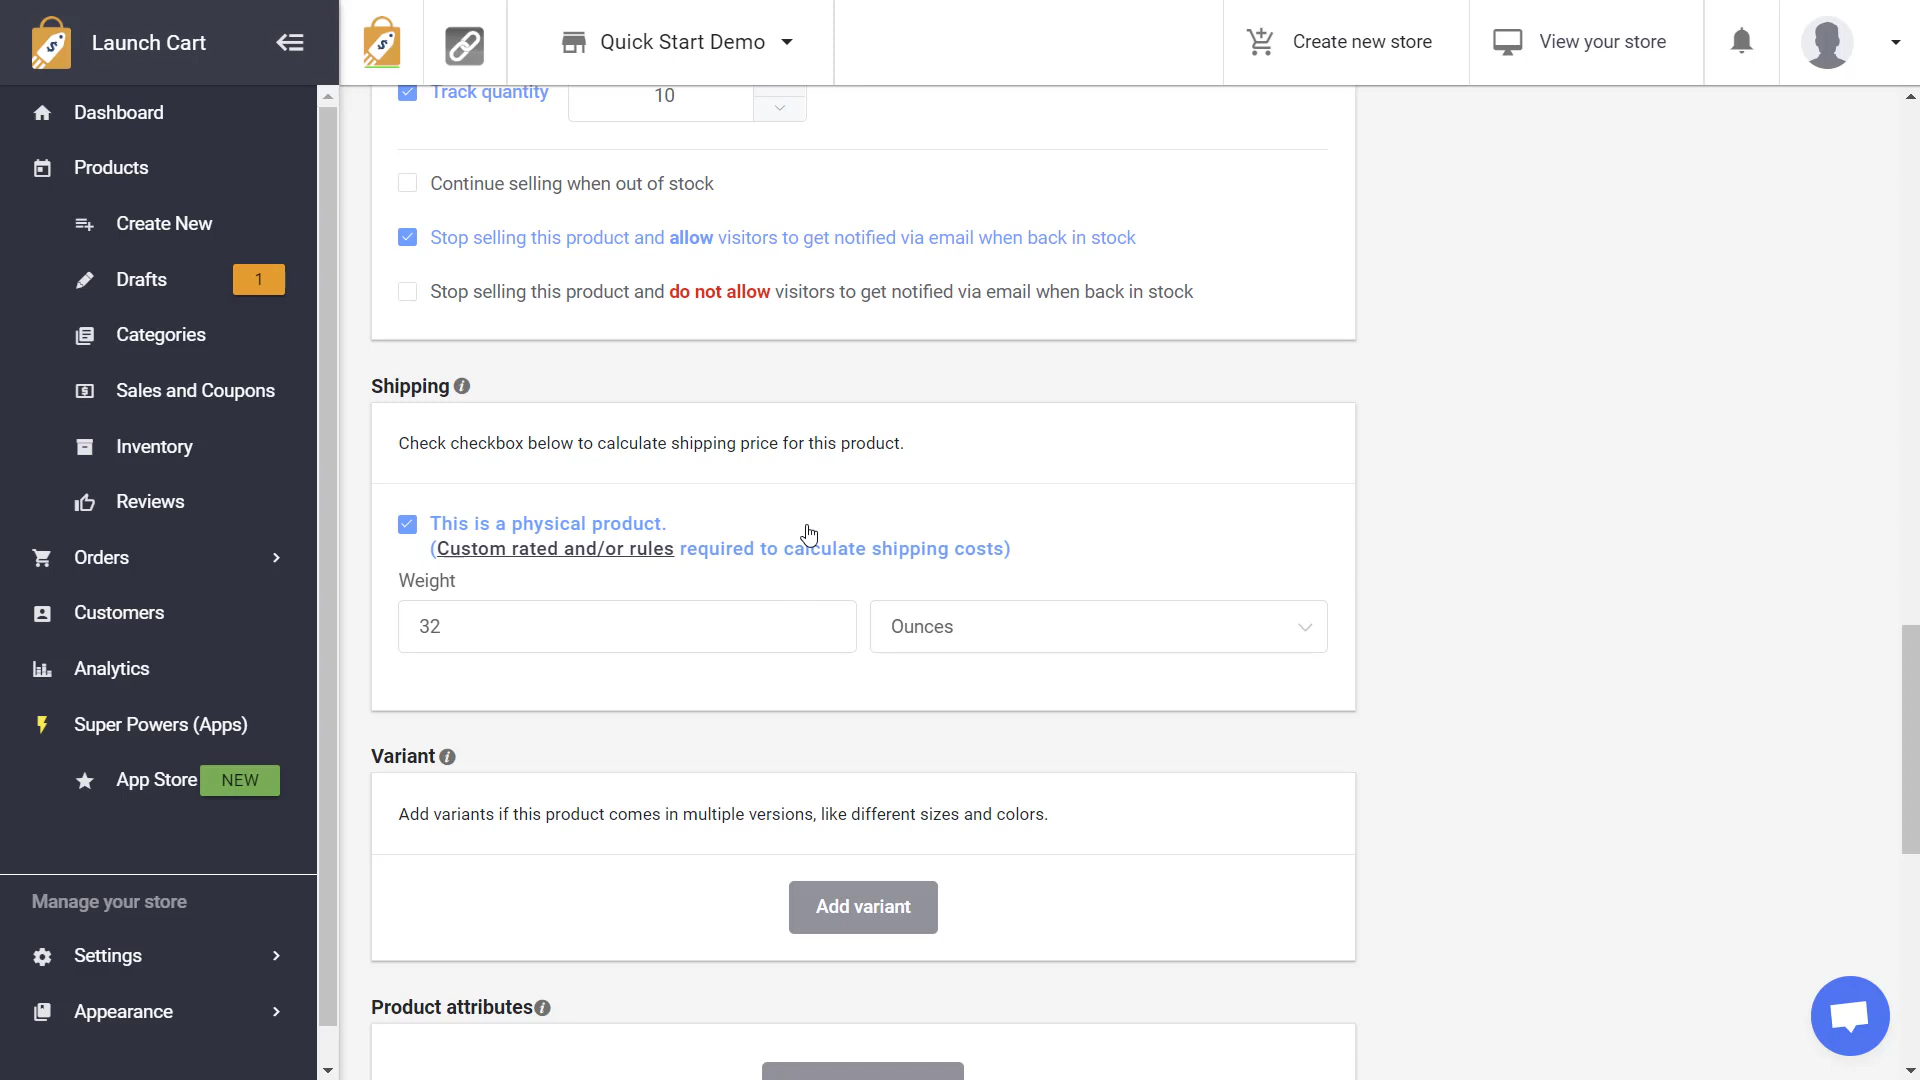 Launch Cart
Quick Start Demo
Create new store
View your store
Dashboard
Products
Create New
Drafts
1
Categories
Sales and Coupons
Inventory
Reviews
Orders
Customers
Analytics
Super Powers (Apps)
App Store
NEW
Manage your store
Settings
Appearance
Track quantity
10
Continue selling when out of stock
Stop selling this product and allow visitors to get notified via email when back in stock
Stop selling this product and do not allow visitors to get notified via email when back in stock
Shipping
Check checkbox below to calculate shipping price for this product.
This is a physical product.
(Custom rated and/or rules required to calculate shipping costs)
Weight
32
Ounces
Variant
Add variants if this product comes in multiple versions, like different sizes and colors.
Add variant
Product attributes